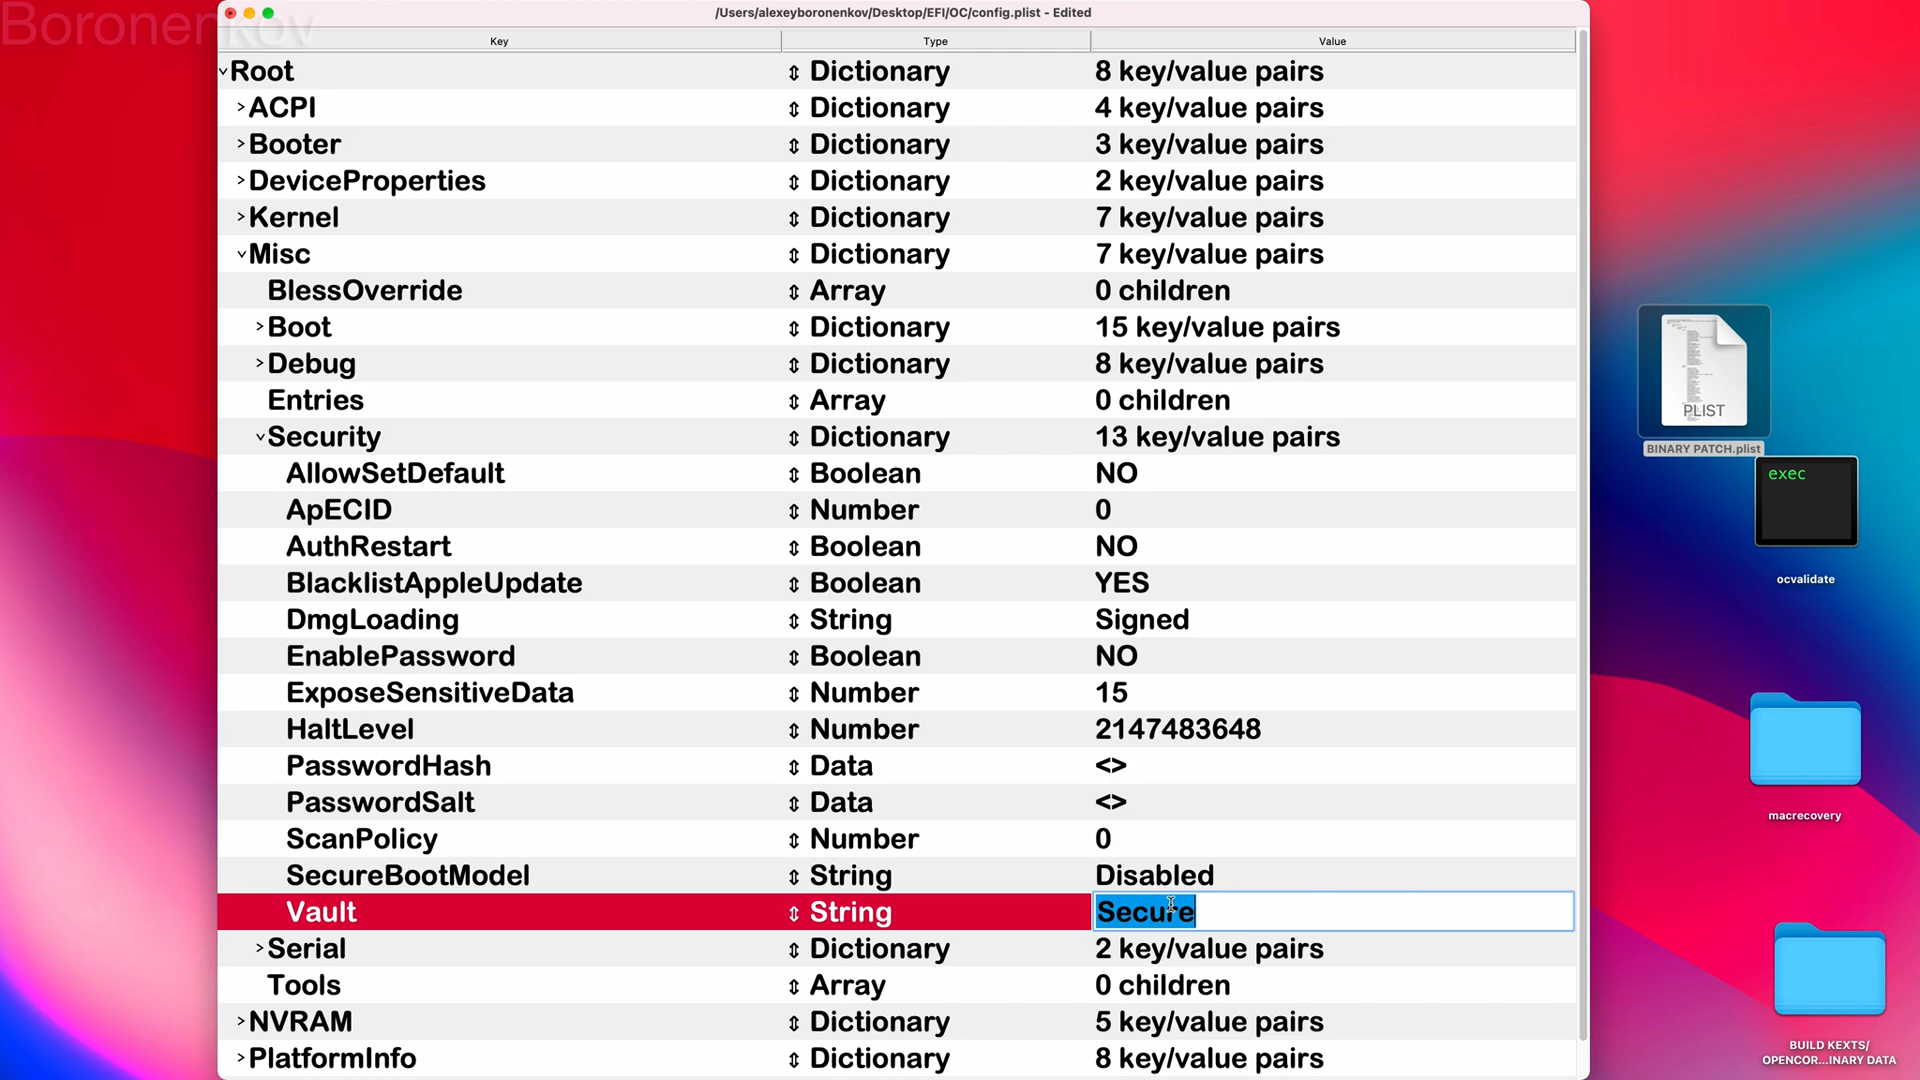 Boronenkov
/Users/alexeyboronenkov/Desktop/EFI/OC/config.plist - Edited
Key Type Value
Root Dictionary 8 key/value pairs
ACPI Dictionary 4 key/value pairs
Booter Dictionary 3 key/value pairs
DeviceProperties Dictionary 2 key/value pairs
Kernel Dictionary 7 key/value pairs
Misc Dictionary 7 key/value pairs
BlessOverride Array 0 children
Boot Dictionary 15 key/value pairs
Debug Dictionary 8 key/value pairs
Entries Array 0 children
Security Dictionary 13 key/value pairs
AllowSetDefault Boolean NO
ApECID Number 0
AuthRestart Boolean NO
BlacklistAppleUpdate Boolean YES
DmgLoading String Signed
EnablePassword Boolean NO
ExposeSensitiveData Number 15
HaltLevel Number 2147483648
PasswordHash Data <>
PasswordSalt Data <>
ScanPolicy Number 0
SecureBootModel String Disabled
Vault String Secure
Serial Dictionary 2 key/value pairs
Tools Array 0 children
NVRAM Dictionary 5 key/value pairs
PlatformInfo Dictionary 8 key/value pairs
PLIST
BINARY PATCH.plist
exec
ocvalidate
macrecovery
BUILD KEXTS/
OPENCOR...INARY DATA